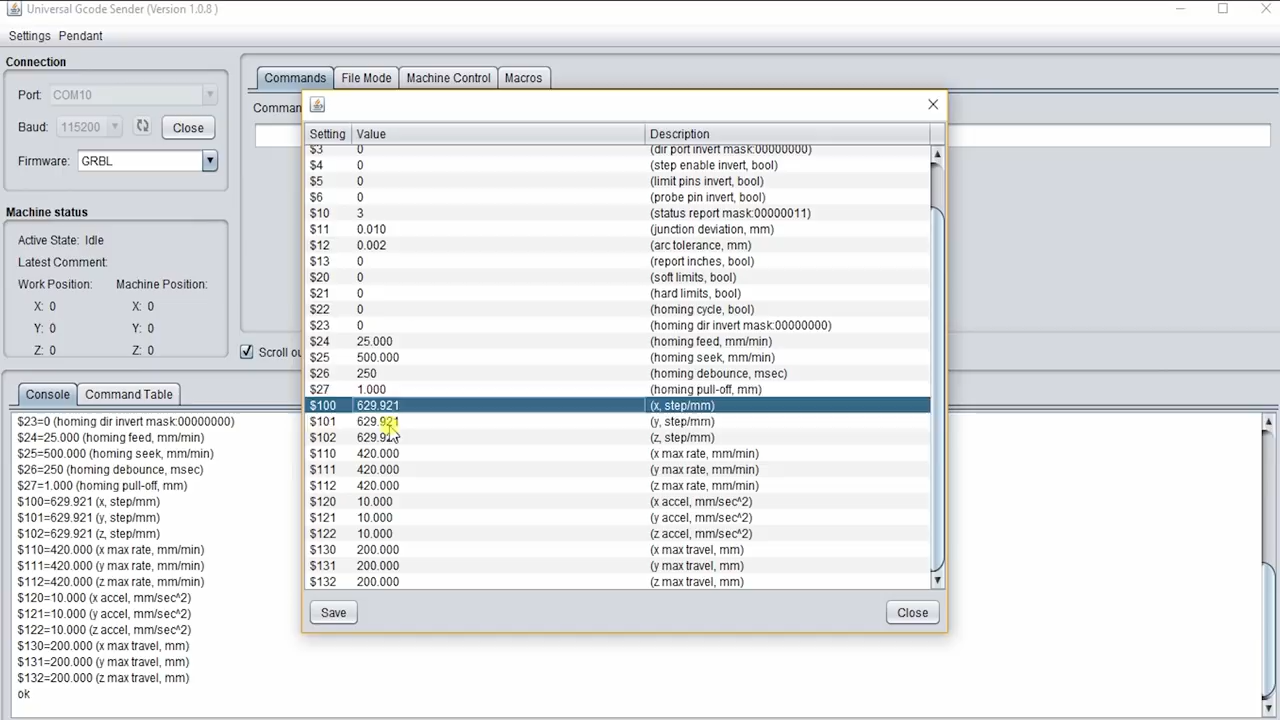 Universal Gcode Sender (Version 1.0.8 )
Settings Pendant
Connection
Port: COM10
Baud: 115200 Close
Firmware: GRBL
Machine status
Active State: Idle
Latest Comment:
Work Position: Machine Position:
X: 0 X: 0
Y: 0 Y: 0
Z: 0 Z: 0
Commands File Mode Machine Control Macros
Setting Value Description
$3 0 (dir port invert mask:00000000)
$4 0 (step enable invert, bool)
$5 0 (limit pins invert, bool)
$6 0 (probe pin invert, bool)
$10 3 (status report mask:00000011)
$11 0.010 (junction deviation, mm)
$12 0.002 (arc tolerance, mm)
$13 0 (report inches, bool)
$20 0 (soft limits, bool)
$21 0 (hard limits, bool)
$22 0 (homing cycle, bool)
$23 0 (homing dir invert mask:00000000)
$24 25.000 (homing feed, mm/min)
$25 500.000 (homing seek, mm/min)
$26 250 (homing debounce, msec)
$27 1.000 (homing pull-off, mm)
$100 629.921 (x, step/mm)
$101 629.921 (y, step/mm)
$102 (z, step/mm)
$110 420.000 (x max rate, mm/min)
$111 420.000 (y max rate, mm/min)
$112 420.000 (z max rate, mm/min)
$120 10.000 (x accel, mm/sec^2)
$121 10.000 (y accel, mm/sec^2)
$122 10.000 (z accel, mm/sec^2)
$130 200.000 (x max travel, mm)
$131 200.000 (y max travel, mm)
$132 200.000 (z max travel, mm)
Save Close
Console Command Table
$23=0 (homing dir invert mask:00000000)
$24=25.000 (homing feed, mm/min)
$25=500.000 (homing seek, mm/min)
$26=250 (homing debounce, msec)
$27=1.000 (homing pull-off, mm)
$100=629.921 (x, step/mm)
$101=629.921 (y, step/mm)
$102=629.921 (z, step/mm)
$110=420.000 (x max rate, mm/min)
$111=420.000 (y max rate, mm/min)
$112=420.000 (z max rate, mm/min)
$120=10.000 (x accel, mm/sec^2)
$121=10.000 (y accel, mm/sec^2)
$122=10.000 (z accel, mm/sec^2)
$130=200.000 (x max travel, mm)
$131=200.000 (y max travel, mm)
$132=200.000 (z max travel, mm)
ok